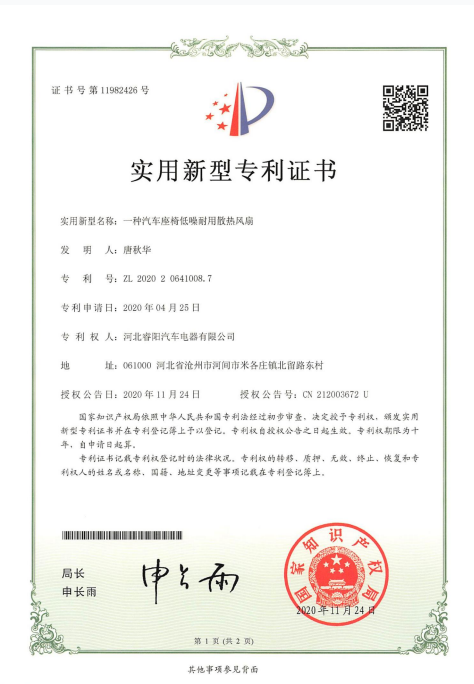 证书号第11982426号
实用新型专利证书
实用新型名称：一种汽车座椅低噪耐用散热风扇
发明人：唐秋华
专利号：ZL 2020 2 0641008.7
专利申请日：2020年04月25日
专利权人：河北睿阳汽车电器有限公司
地址：061000 河北省沧州市河间市米各庄镇北留路东村
授权公告日：2020年11月24日 授权公告号：CN 212003672 U
国家知识产权局依照中华人民共和国专利法经过初步审查，决定授予专利权，颁发实用
新型专利证书并在专利登记簿上予以登记。专利权自授权公告之日起生效。专利权期限为十
年，自申请日起算。
专利证书记载专利权登记时的法律状况。专利权的转移、质押、无效、终止、恢复和专
利权人的姓名或名称、国籍、地址变更等事项记载在专利登记簿上。
局长
申长雨
申长雨
国家知识产权局
2020年11月24日
第 1 页 (共 2 页)
其他事项参见背面